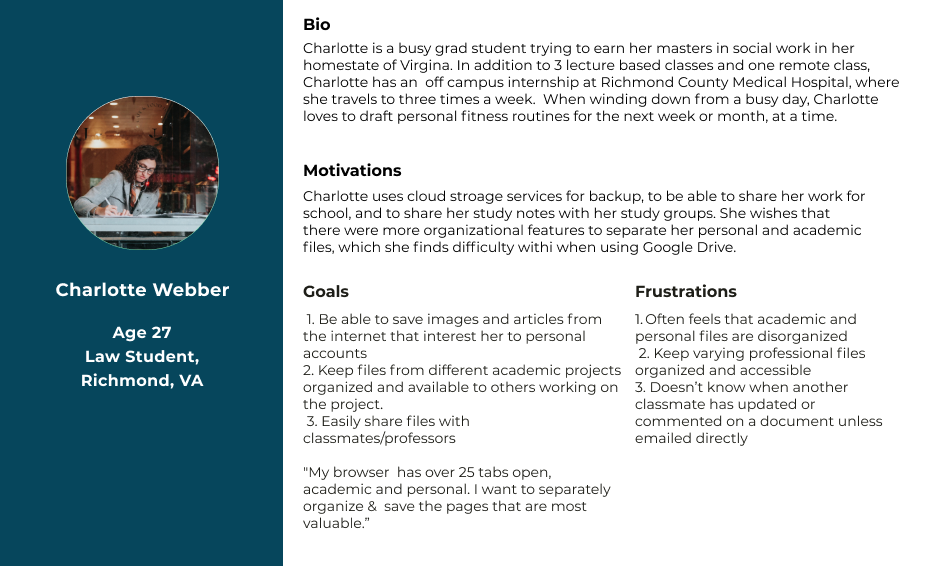 Charlotte Webber
Age 27
Law Student,
Richmond, VA
Bio
Charlotte is a busy grad student trying to earn her masters in social work in her
homestate of Virgina. In addition to 3 lecture based classes and one remote class,
Charlotte has an  off campus internship at Richmond County Medical Hospital, where
she travels to three times a week.  When winding down from a busy day, Charlotte
loves to draft personal fitness routines for the next week or month, at a time.
Motivations
Charlotte uses cloud stroage services for backup, to be able to share her work for
school, and to share her study notes with her study groups. She wishes that
there were more organizational features to separate her personal and academic
files, which she finds difficulty withi when using Google Drive.
Goals
1. Be able to save images and articles from
the internet that interest her to personal
accounts
2. Keep files from different academic projects
organized and available to others working on
the project.
3. Easily share files with
classmates/professors
"My browser  has over 25 tabs open,
academic and personal. I want to separately
organize &  save the pages that are most
valuable.”
Frustrations
1. Often feels that academic and
personal files are disorganized
2. Keep varying professional files
organized and accessible
3. Doesn’t know when another
classmate has updated or
commented on a document unless
emailed directly